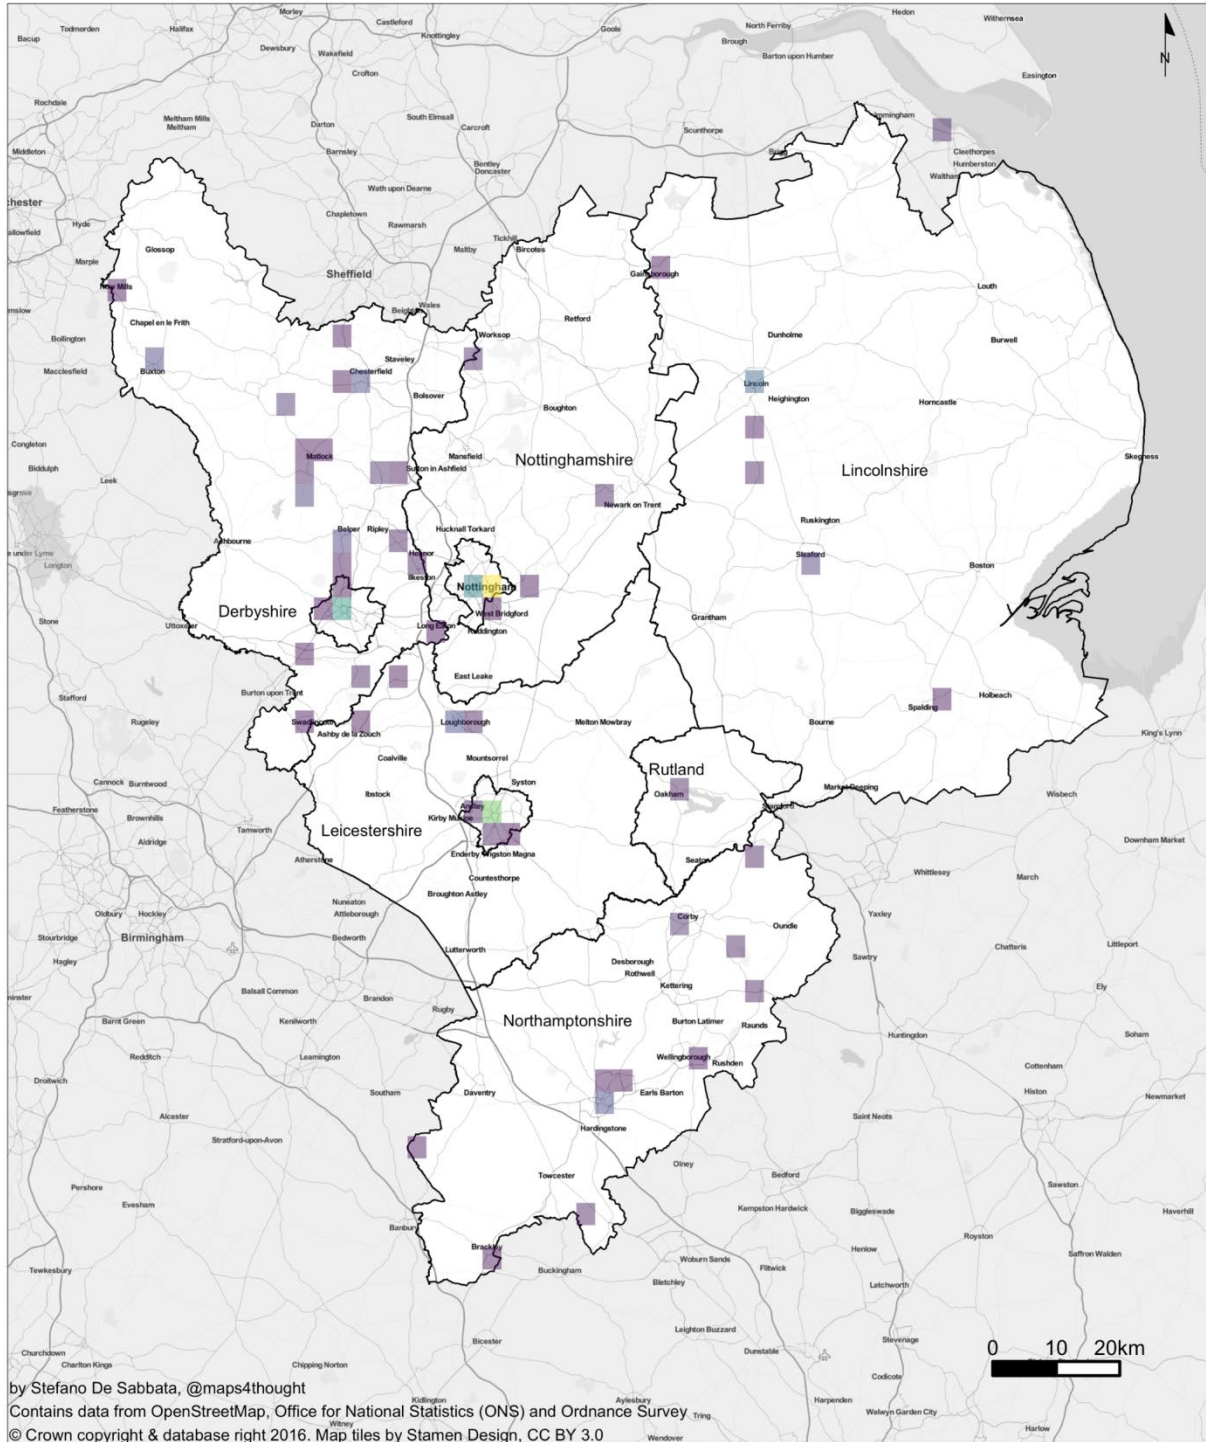 Morley
Castleford
Goole
North Ferriby
Hedon
Withernsea
Todmorden
Halifax
Knottingley
Brough
Bacup
Dewsbury
Wakefield
Barton upon Humber
N
Crofton
Easington
Rochdale
South Elmsall
Meltham Mills
Meltham
Darton
Carcroft
Scunthorpe
Middleton
Barnsley
Bentley
Doncaster
Cleethorpes
Humberston
Waltham
Wath upon Dearne
Chapeltown
Rawmarsh
Hyde
Tickhill
Glossop
Maltby
Bircotes
Marple
Sheffield
Gainsborough
New Mills
Louth
Wales
Chapel en le Frith
Retford
Bollington
Worksop
Dunholme
Burwell
Staveley
Macclesfield
Buxton
Chesterfield
Lincoln
Bolsover
Heighington
Horncastle
Boughton
Congleton
Biddulph
Matlock
Mansfield
Nottinghamshire
Skegness
Sutton in Ashfield
Lincolnshire
Leek
Newark on Trent
Ruskington
Belper
Ripley
Hucknall Torkard
Ashbourne
Sleaford
Heanor
Boston
Longton
Ilkeston
Nottingham
Derbyshire
West Bridgford
Grantham
Stone
Uttoxeter
Long Eaton
Ruddington
East Leake
Burton upon Trent
Holbeach
Stafford
Spalding
Rugeley
Swadlincote
Loughborough
Melton Mowbray
Bourne
Ashby de la Zouch
King's Lynn
Coalville
Mountsorrel
Rutland
Cannock
Burntwood
Syston
Market Deeping
Wisbech
Featherstone
Ibstock
Oakham
Stamford
Brownhills
Anstey
Kirby Muxloe
Tamworth
Leicestershire
Aldridge
Downham Market
Enderby
Wigston Magna
Atherstone
Seaton
Whittlesey
Countesthorpe
March
Nuneaton
Broughton Astley
Oldbury
Hockley
Attleborough
Corby
Oundle
Yaxley
Stourbridge
Birmingham
Bedworth
Lutterworth
Chatteris
Littleport
Hagley
Desborough
Rothwell
Sawtry
Balsall Common
Brandon
Kettering
Ely
Rugby
Northamptonshire
Burton Latimer
Raunds
Barnt Green
Kenilworth
Huntingdon
Soham
Redditch
Leamington
Wellingborough
Rushden
Cottenham
Droitwich
Southam
Daventry
Earls Barton
Histon
Newmarket
Alcester
Saint Neots
Hardingstone
Stratford-upon-Avon
Olney
Bedford
Towcester
Pershore
Kempston Hardwick
Sawston
Evesham
Biggleswade
Haverhill
Banbury
Royston
Brackley
Henlow
Saffron Walden
Woburn Sands
Flitwick
Tewkesbury
Buckingham
Bletchley
Letchworth
Leighton Buzzard
Stevenage
Bicester
0 10 20km
Churchdown
Dunstable
Charlton Kings
Chipping Norton
Codicote
by Stefano De Sabbata, @maps4thought
Kidlington
Aylesbury
Harpenden
Contains data from OpenStreetMap, Office for National Statistics (ONS) and Ordnance Survey
Tring
Welwyn Garden City
Witney
Harlow
© Crown copyright & database right 2016. Map tiles by Stamen Design, CC BY 3.0
Wendover